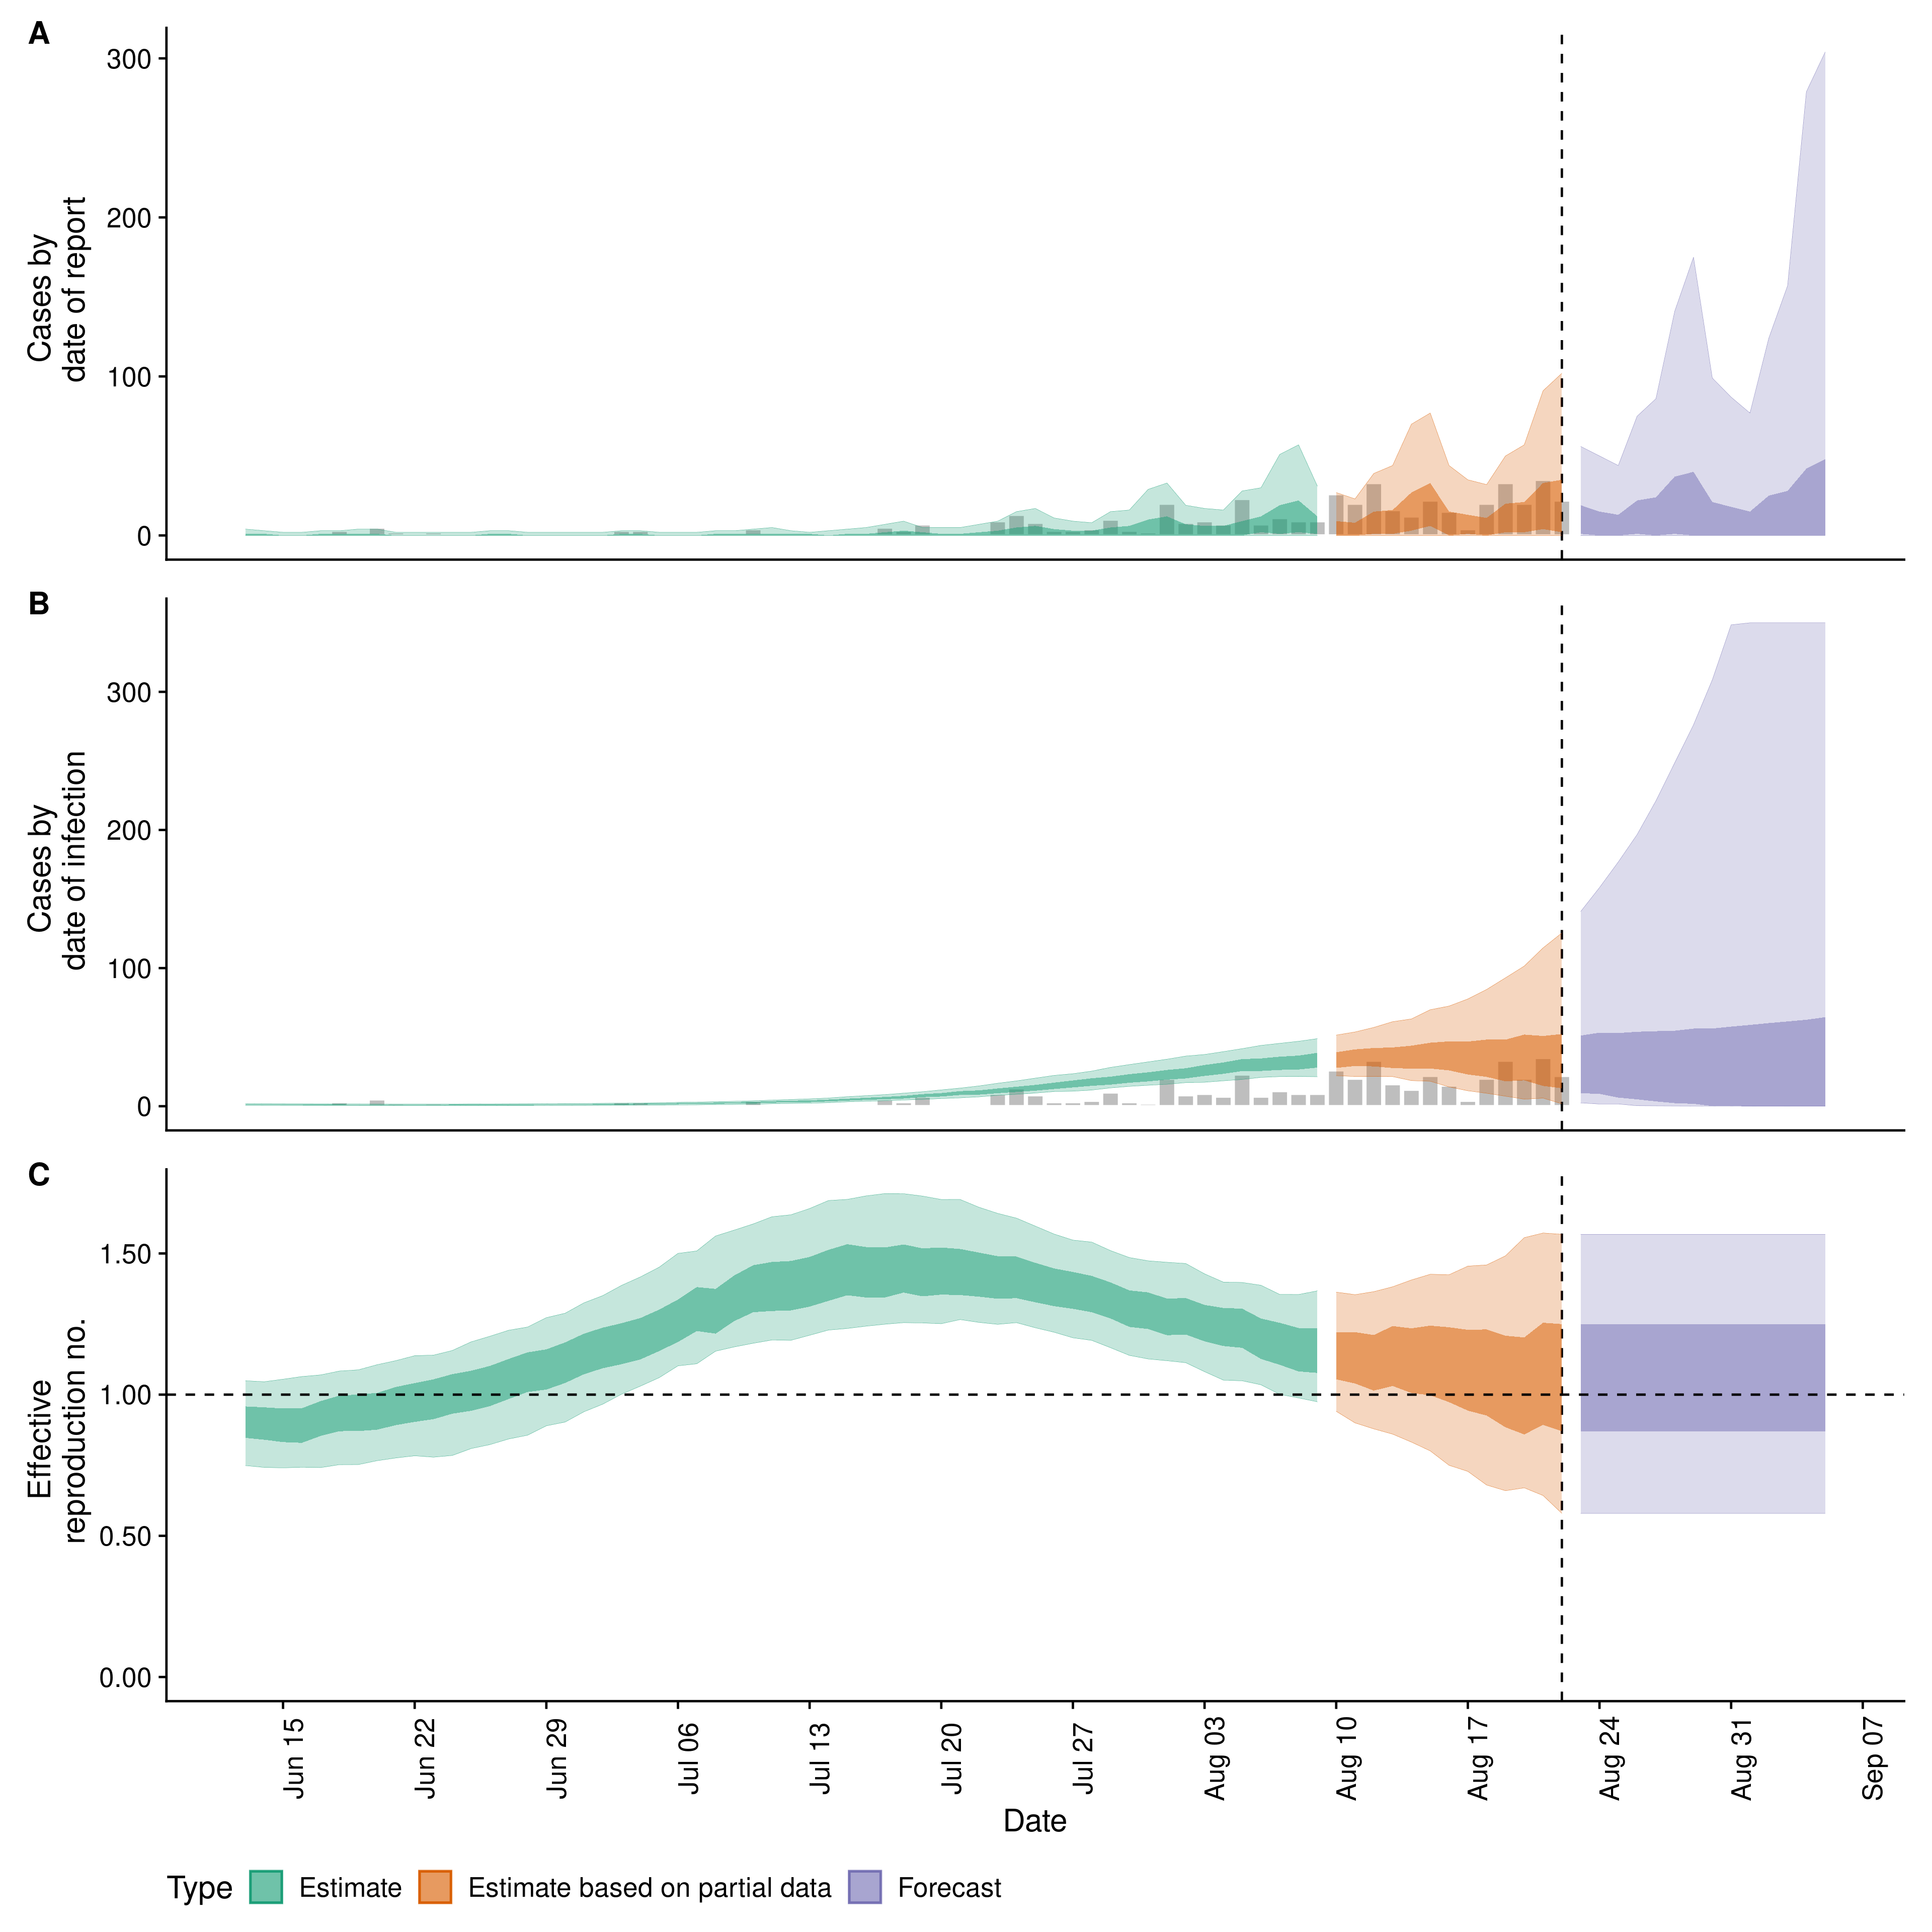 A
Cases by
date of report
300
200
100
0
B
Cases by
date of infection
300
200
100
0
C
Effective
reproduction no.
1.50
1.00
0.50
0.00
Jun 15
Jun 22
Jun 29
Jul 06
Jul 13
Jul 20
Jul 27
Aug 03
Aug 10
Aug 17
Aug 24
Aug 31
Sep 07
Date
Type
Estimate
Estimate based on partial data
Forecast